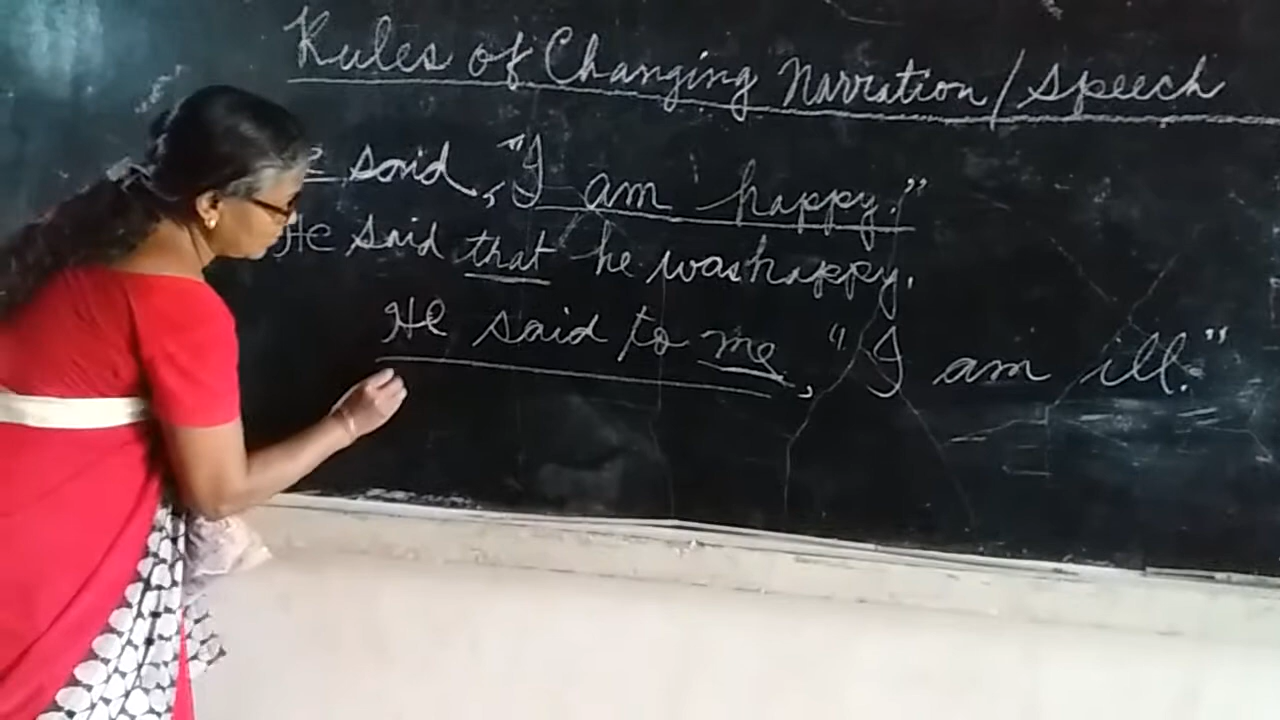 Rules of Changing Narration/Speech
said, "I am happy."
He said that he was happy.
He said to me, "I am ill."